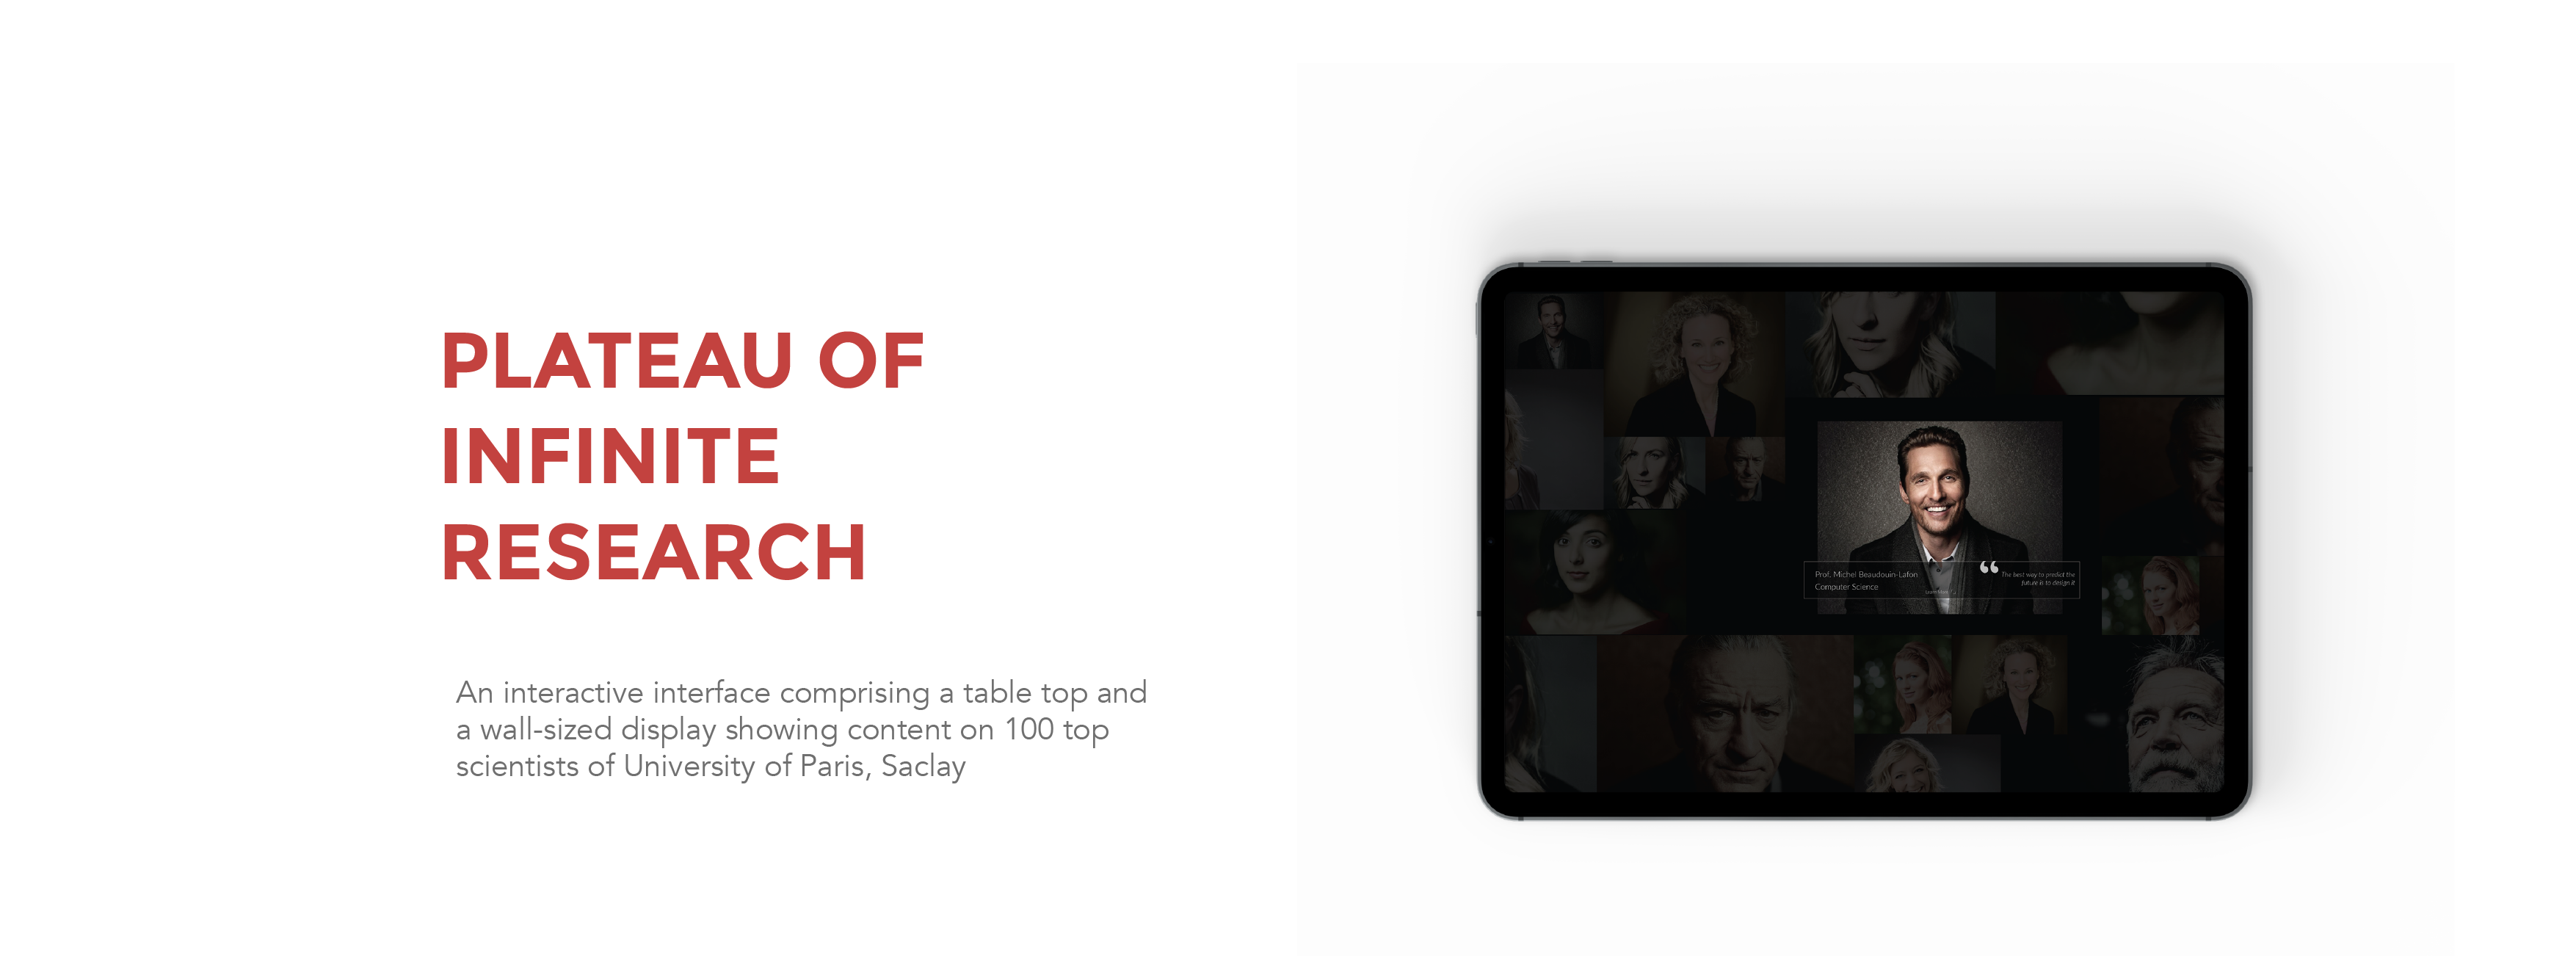 PLATEAU OF
INFINITE
RESEARCH
An interactive interface comprising a table top and
a wall-sized display showing content on 100 top
scientists of University of Paris, Saclay
Prof. Michel Beaudouin-Lafon
Computer Science
“ The best way to predict the
future is to design it
Learn More